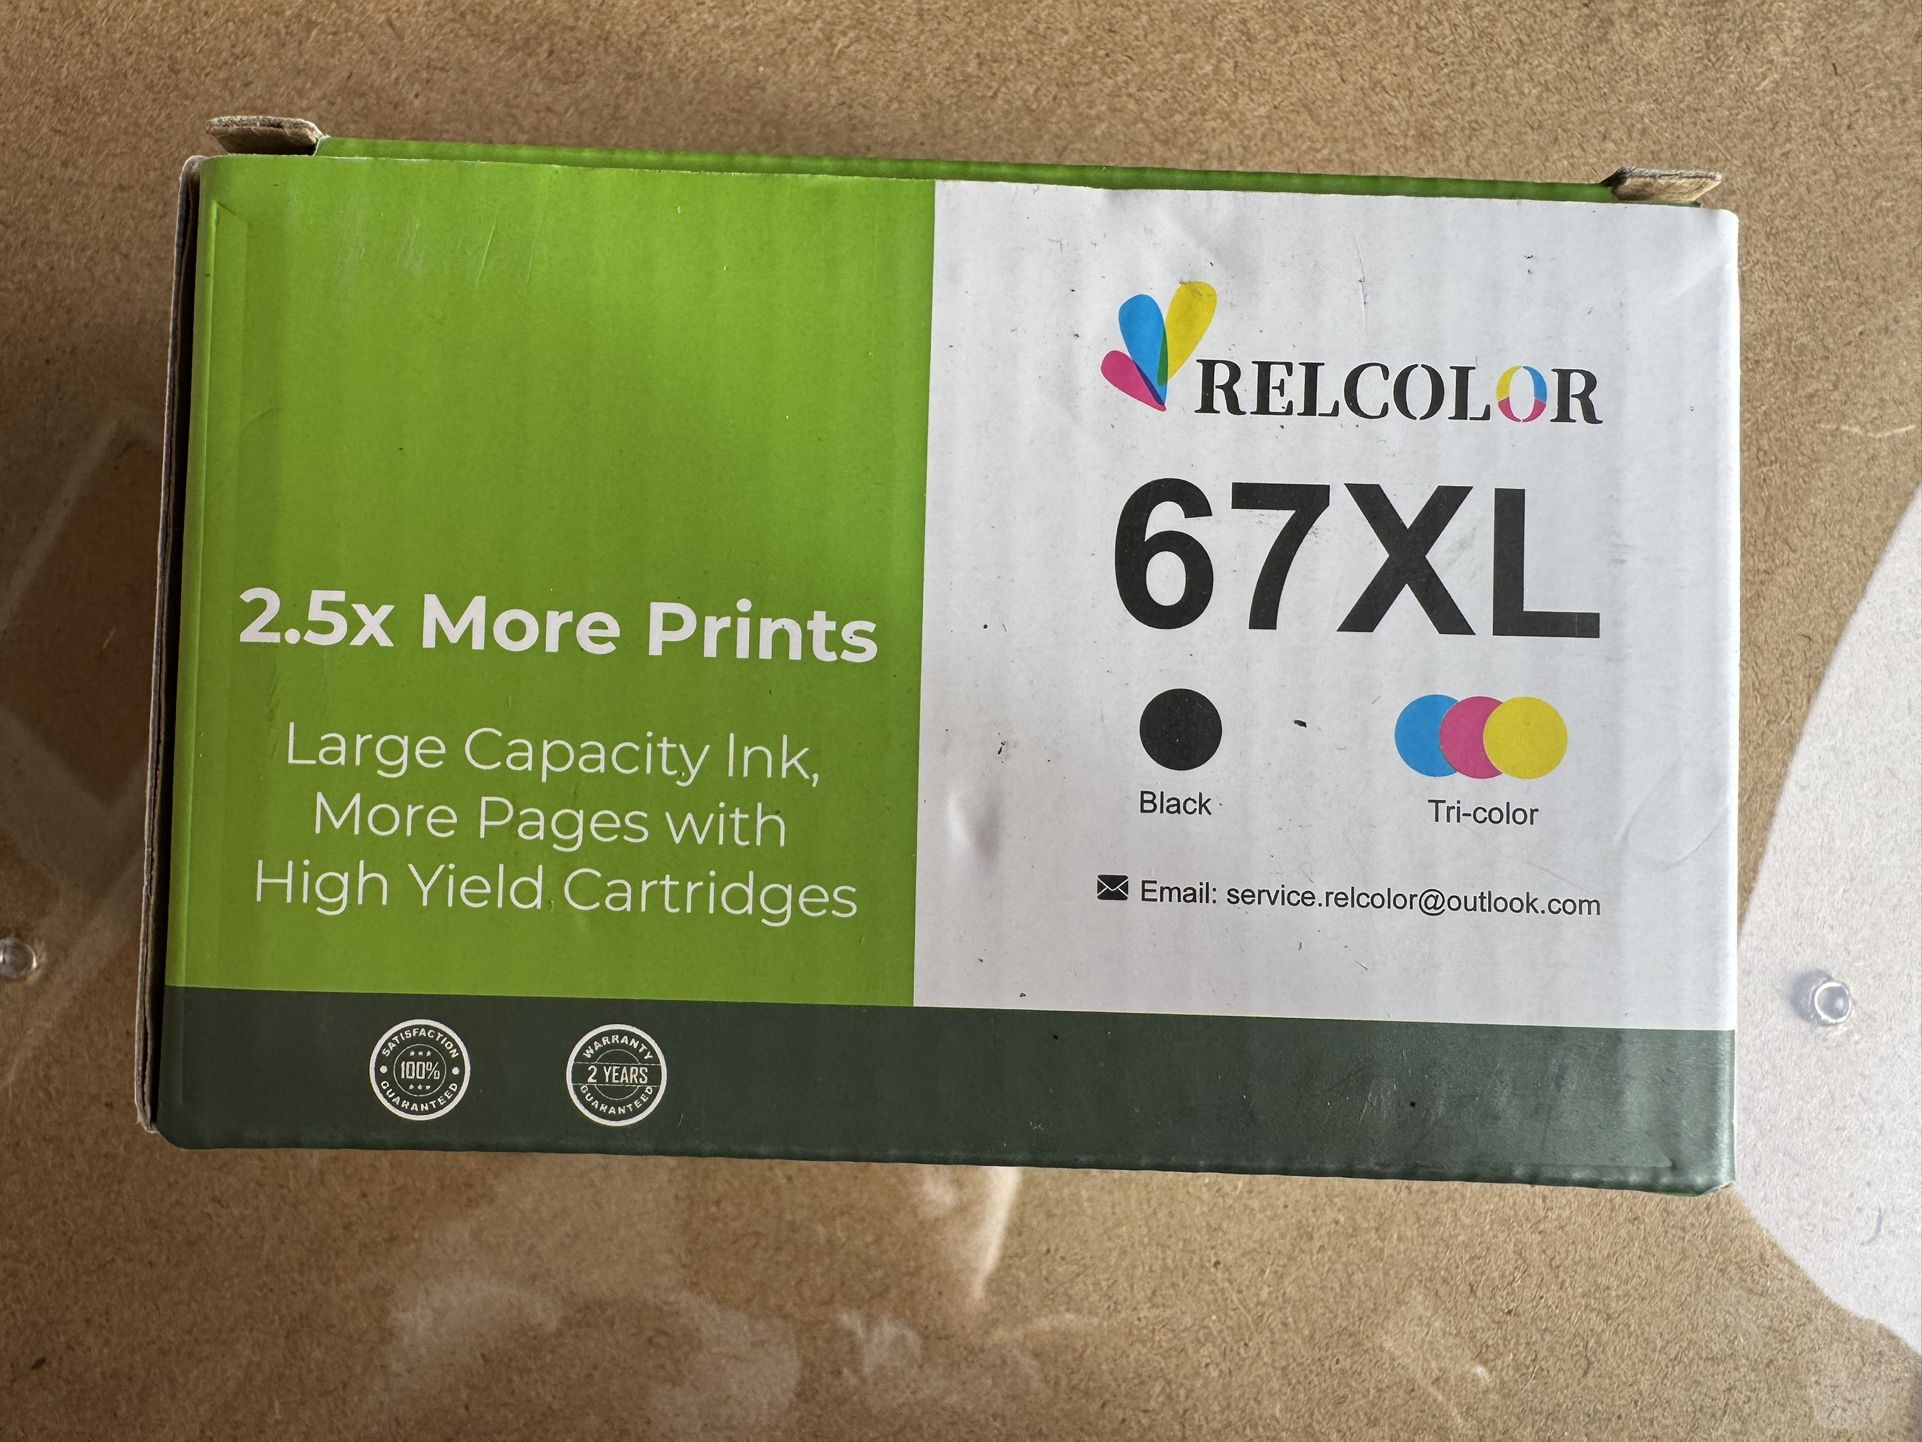 2.5x More Prints
Large Capacity Ink,
More Pages with
High Yield Cartridges
SATISFACTION
100%
GUARANTEED
WARRANTY
2 YEARS
GUARANTEED
RELCOLOR
67XL
Black
Tri-color
Email: service.relcolor@outlook.com